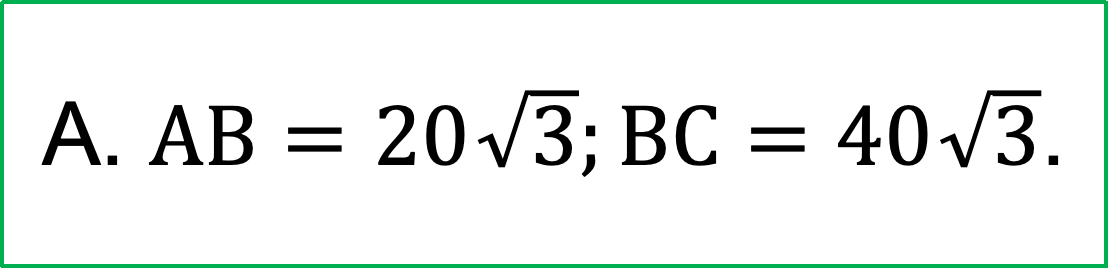 A. AB = 20√3; BC = 40√3.